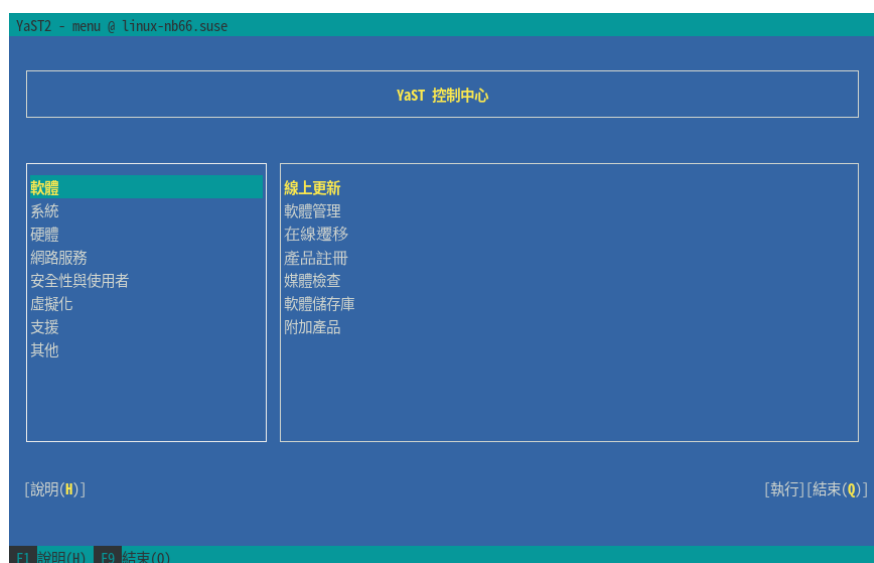 YaST2 - menu @ linux-nb66.suse
YaST 控制中心
軟體
系統
硬體
網路服務
安全性與使用者
虛擬化
支援
其他
線上更新
軟體管理
在線遷移
產品註冊
媒體檢查
軟體儲存庫
附加產品
[說明(H)]
[執行][結束(Q)]
F1 說明(H) F9 結束(Q)